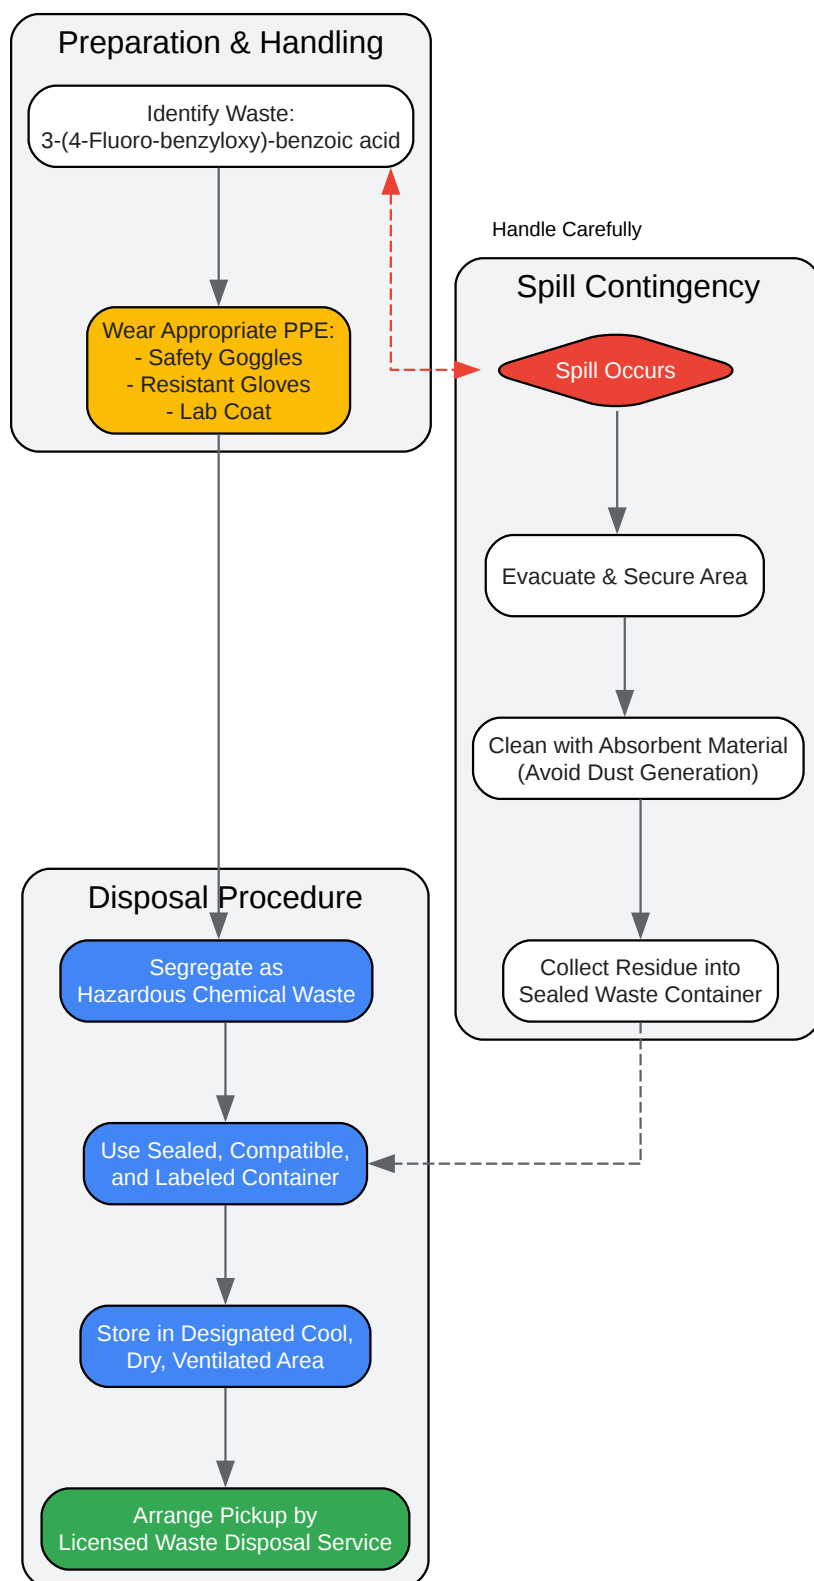 Preparation & Handling
Identify Waste:
3-(4-Fluoro-benzyloxy)-benzoic acid
Wear Appropriate PPE:
- Safety Goggles
- Resistant Gloves
- Lab Coat
Handle Carefully
Spill Contingency
Spill Occurs
Evacuate & Secure Area
Clean with Absorbent Material
(Avoid Dust Generation)
Collect Residue into
Sealed Waste Container
Disposal Procedure
Segregate as
Hazardous Chemical Waste
Use Sealed, Compatible,
and Labeled Container
Store in Designated Cool,
Dry, Ventilated Area
Arrange Pickup by
Licensed Waste Disposal Service